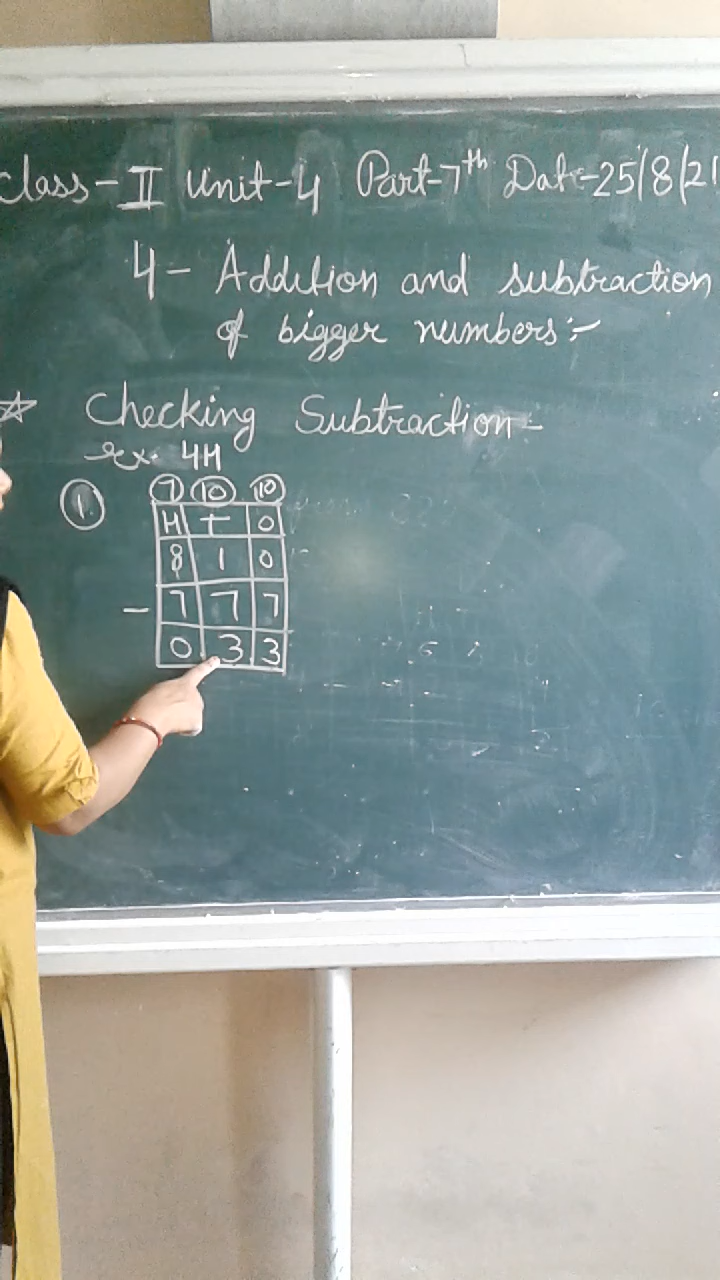 Class-II Unit-4 Part-7th Date-25/8/21
4- Addition and subtraction
of bigger numbers:-
☆ Checking Subtraction-
Ex. 4H
1. 7 10 10
H T O
8 1 0
- 7 7 7
0 3 3